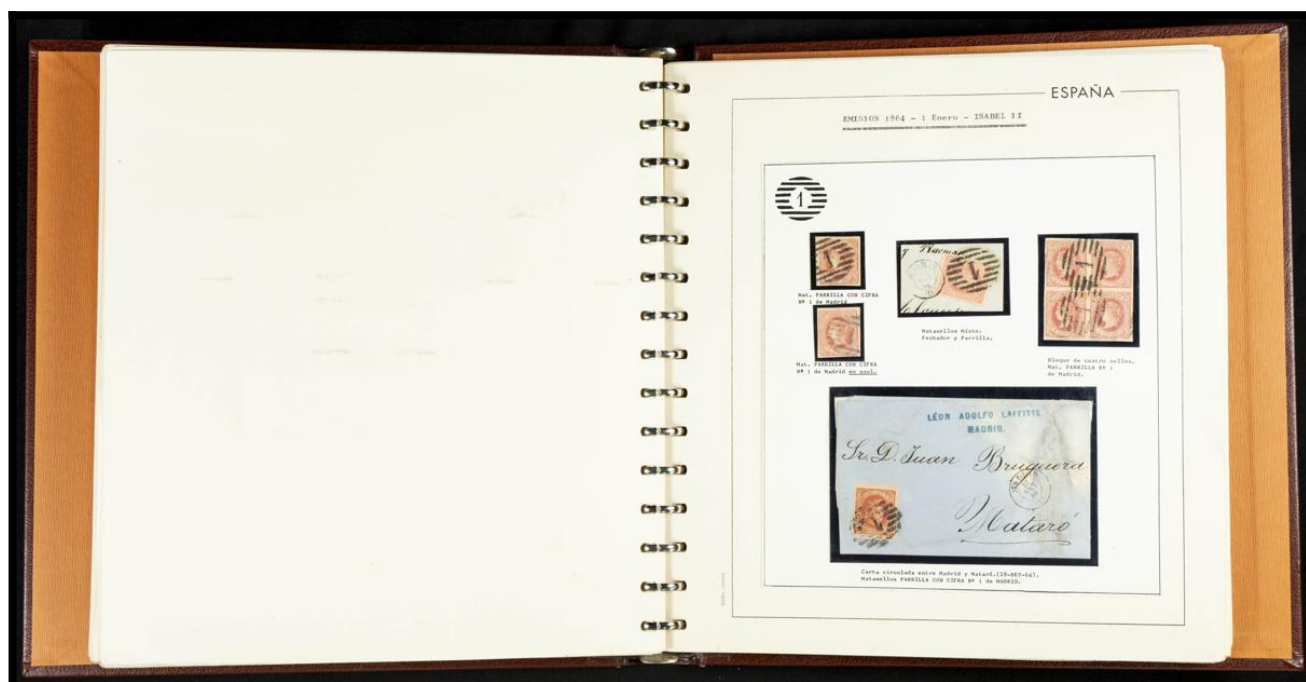 ESPAÑA
EMISION 1864 - 1 Enero - ISABEL II
1
Mat. PARRILLA CON CIFRA
Nº 1 de Madrid
y
Matasellos Mixto.
Fechador y Parrilla.
Mat. PARRILLA CON CIFRA
Nº 1 de Madrid en azul.
Bloque de cuatro sellos.
Mat. PARRILLA Nº 1
de Madrid.
LÉON ADOLFO LAFFITTE
MADRID.
Sr. D. Juan Bruguera
Mataró
Carta circulada entre Madrid y Mataró.(28-SET-64).
Matasellos PARRILLA CON CIFRA Nº 1 de MADRID.